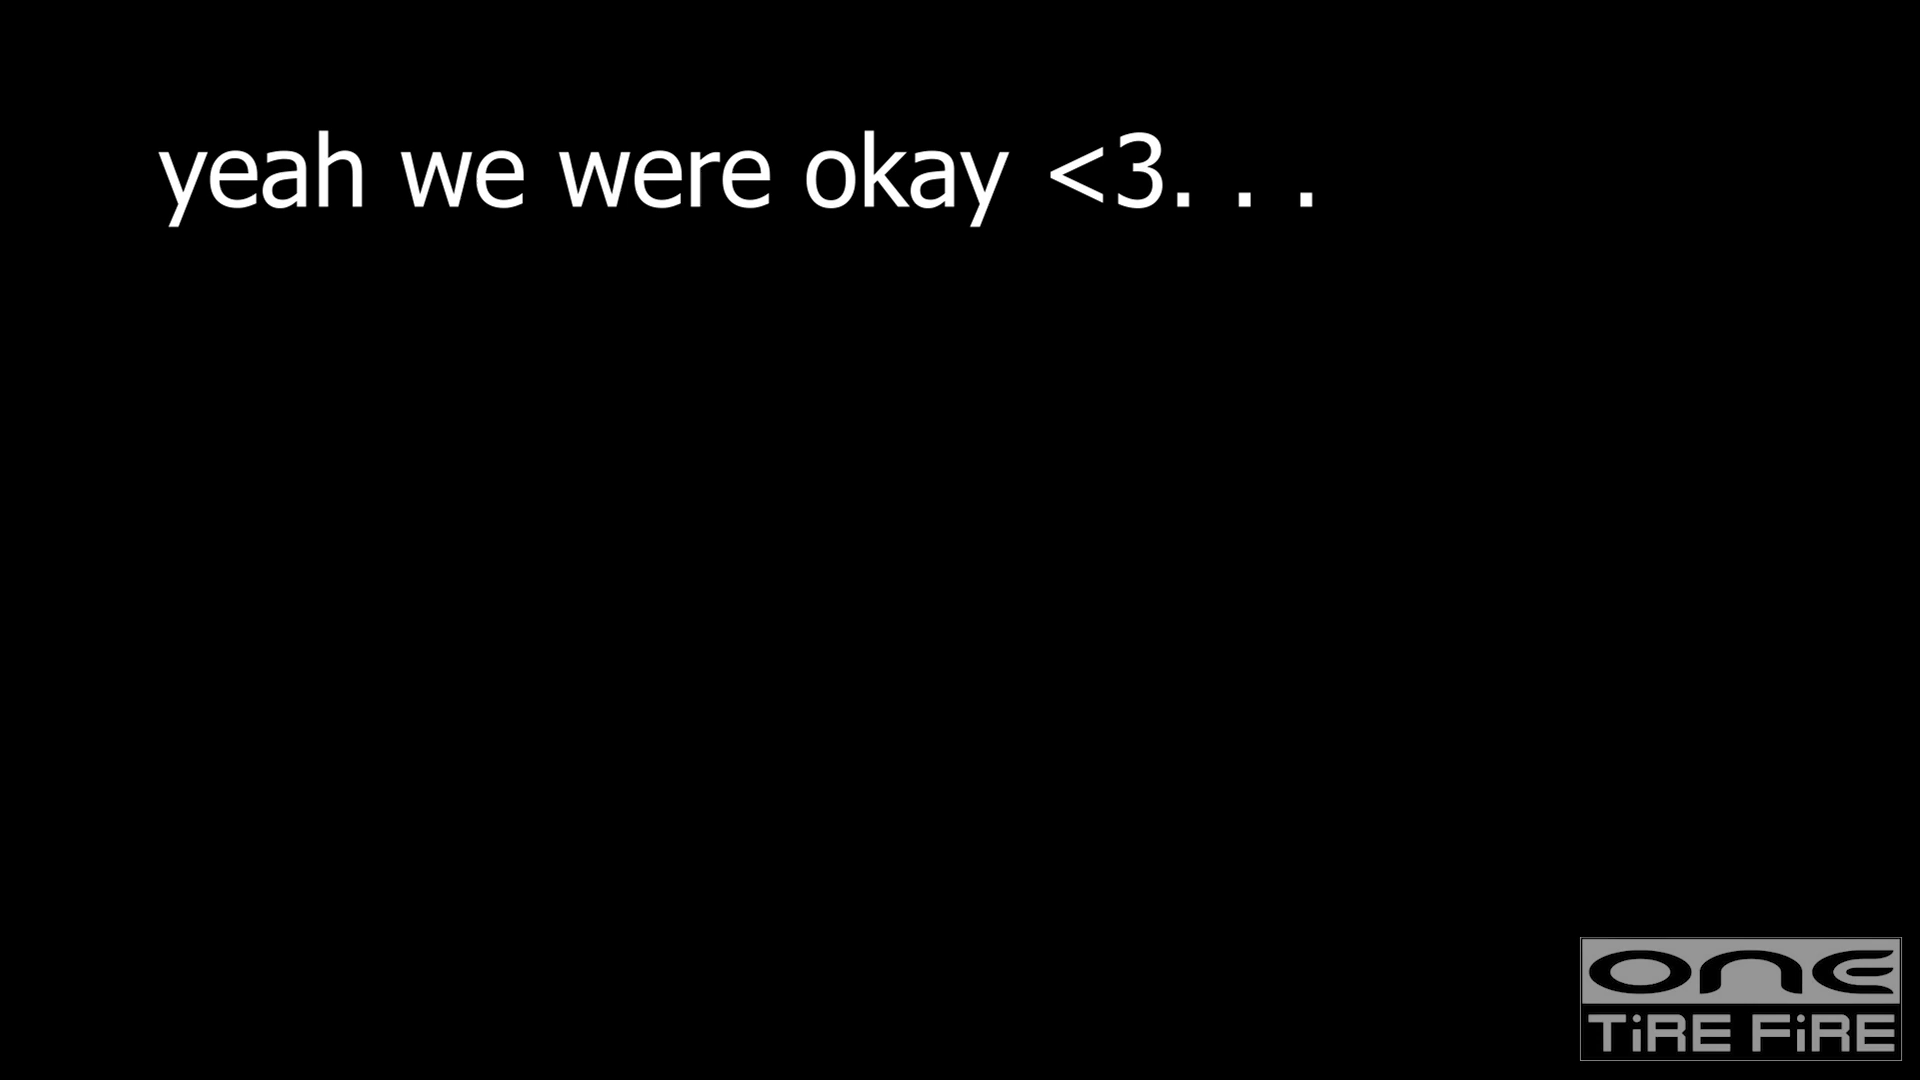 yeah we were okay <3. . .
one
TiRE FiRE